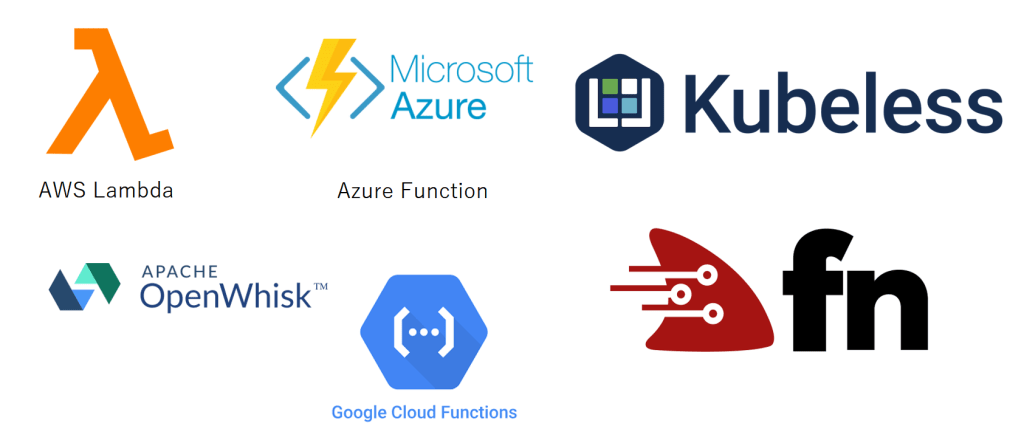 Microsoft
Azure
Kubeless
AWS Lambda
Azure Function
APACHE
OpenWhisk™
fn
Google Cloud Functions